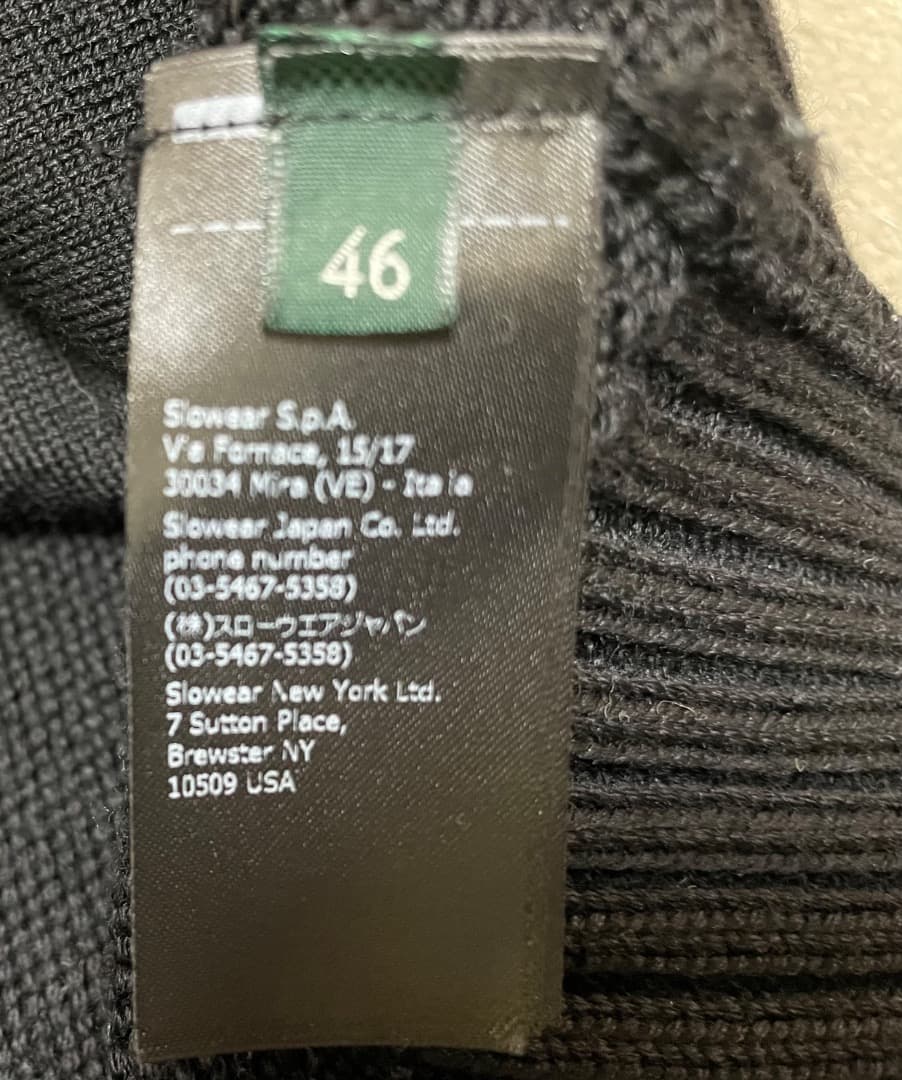 46
Slowear S.p.A.
Via Fornace, 15/17
30034 Mira (VE) - Italia
Slowear Japan Co. Ltd.
phone number
(03-5467-5358)
(株)スローウエアジャパン
(03-5467-5358)
Slowear New York Ltd.
7 Sutton Place,
Brewster NY
10509 USA